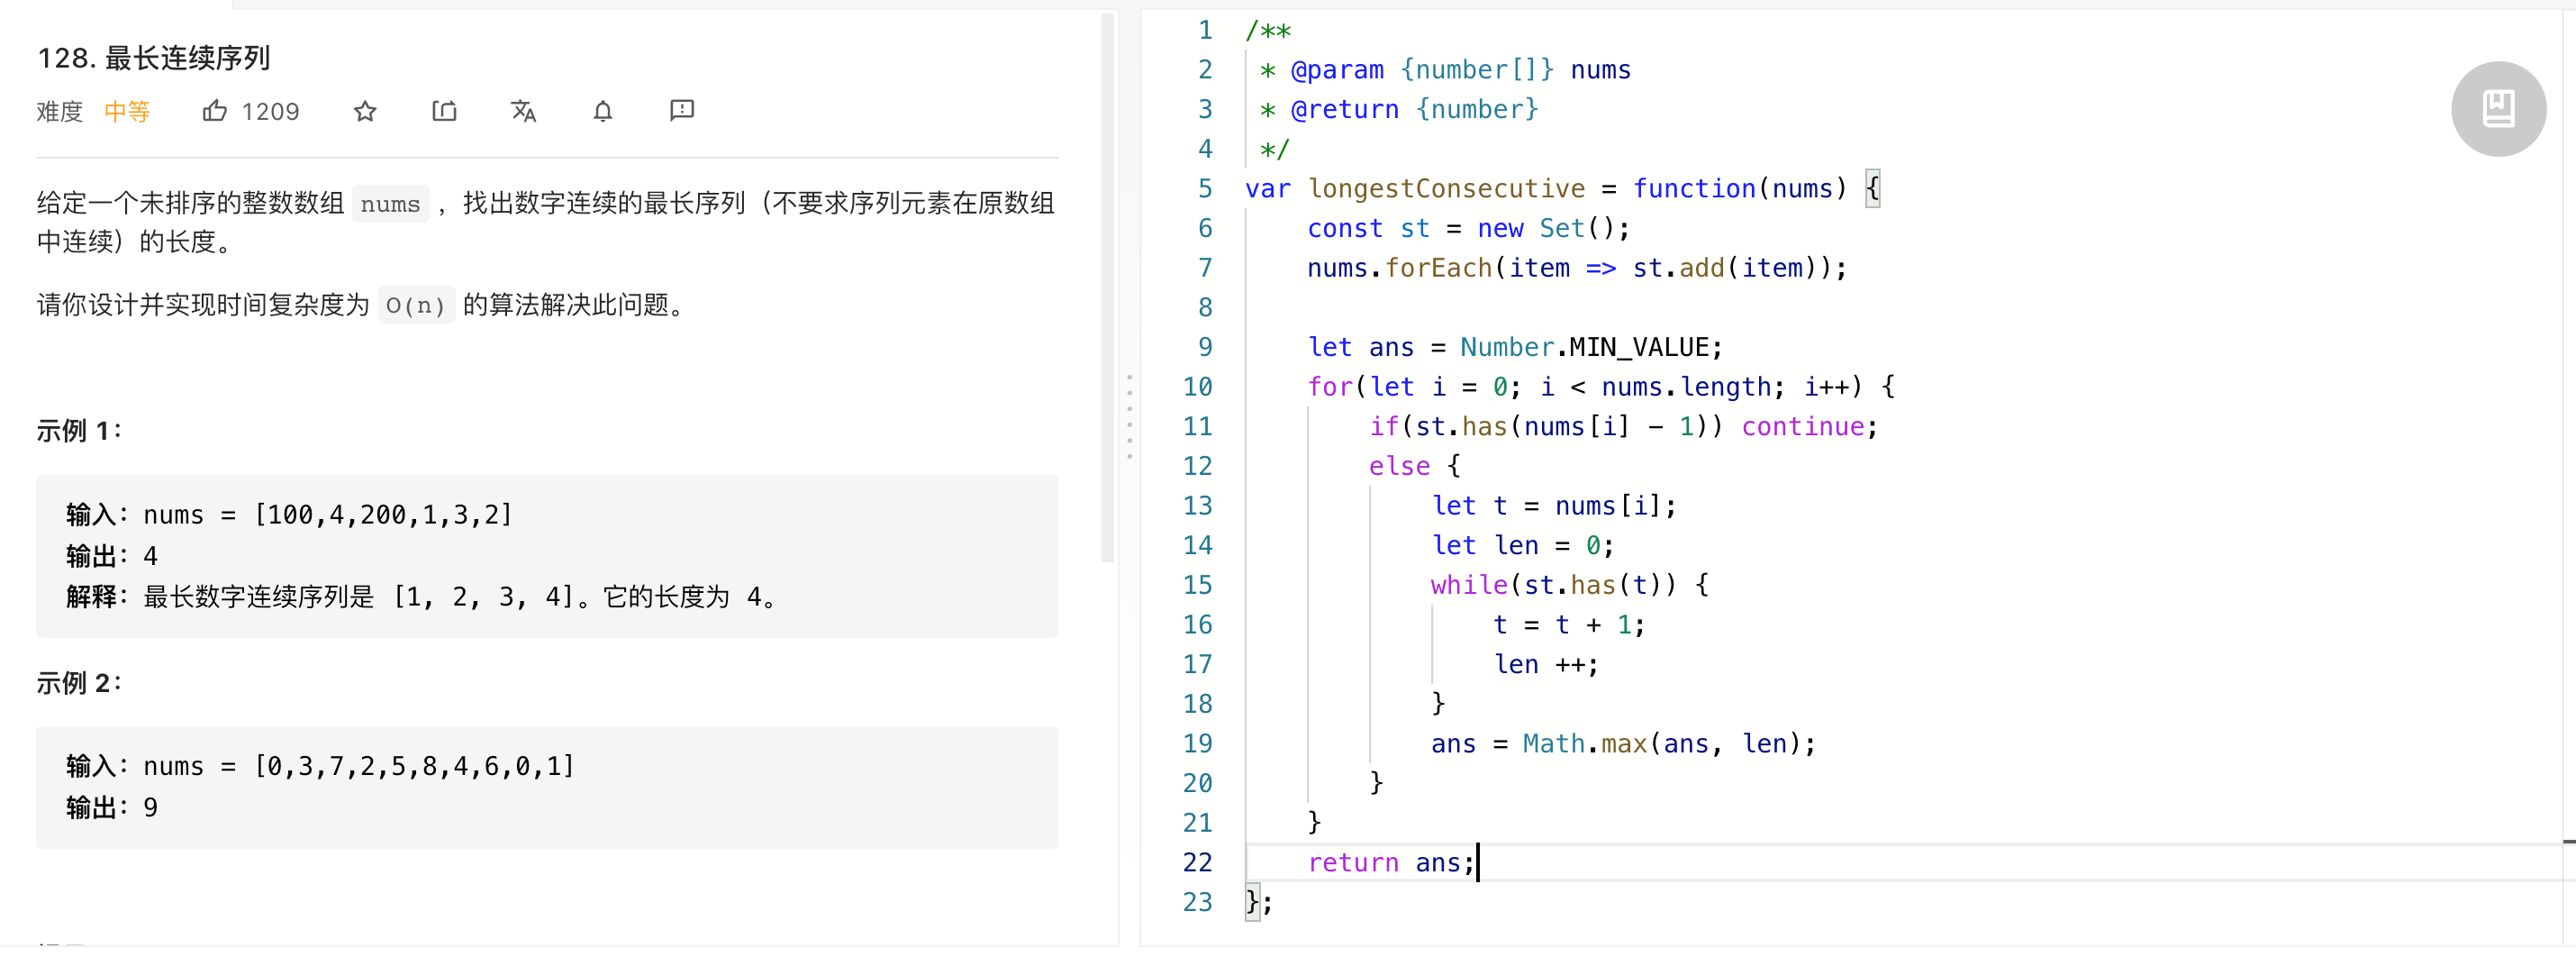 128. 最长连续序列
难度 中等 1209
给定一个未排序的整数数组 nums ，找出数字连续的最长序列（不要求序列元素在原数组
中连续）的长度。
请你设计并实现时间复杂度为 O(n) 的算法解决此问题。
示例 1：
输入：nums = [100,4,200,1,3,2]
输出：4
解释：最长数字连续序列是 [1, 2, 3, 4]。它的长度为 4。
示例 2：
输入：nums = [0,3,7,2,5,8,4,6,0,1]
输出：9
1 /**
2  * @param {number[]} nums
3  * @return {number}
4  */
5 var longestConsecutive = function(nums) {
6     const st = new Set();
7     nums.forEach(item => st.add(item));
8
9     let ans = Number.MIN_VALUE;
10     for(let i = 0; i < nums.length; i++) {
11         if(st.has(nums[i] - 1)) continue;
12         else {
13             let t = nums[i];
14             let len = 0;
15             while(st.has(t)) {
16                 t = t + 1;
17                 len ++;
18             }
19             ans = Math.max(ans, len);
20         }
21     }
22     return ans;
23 };